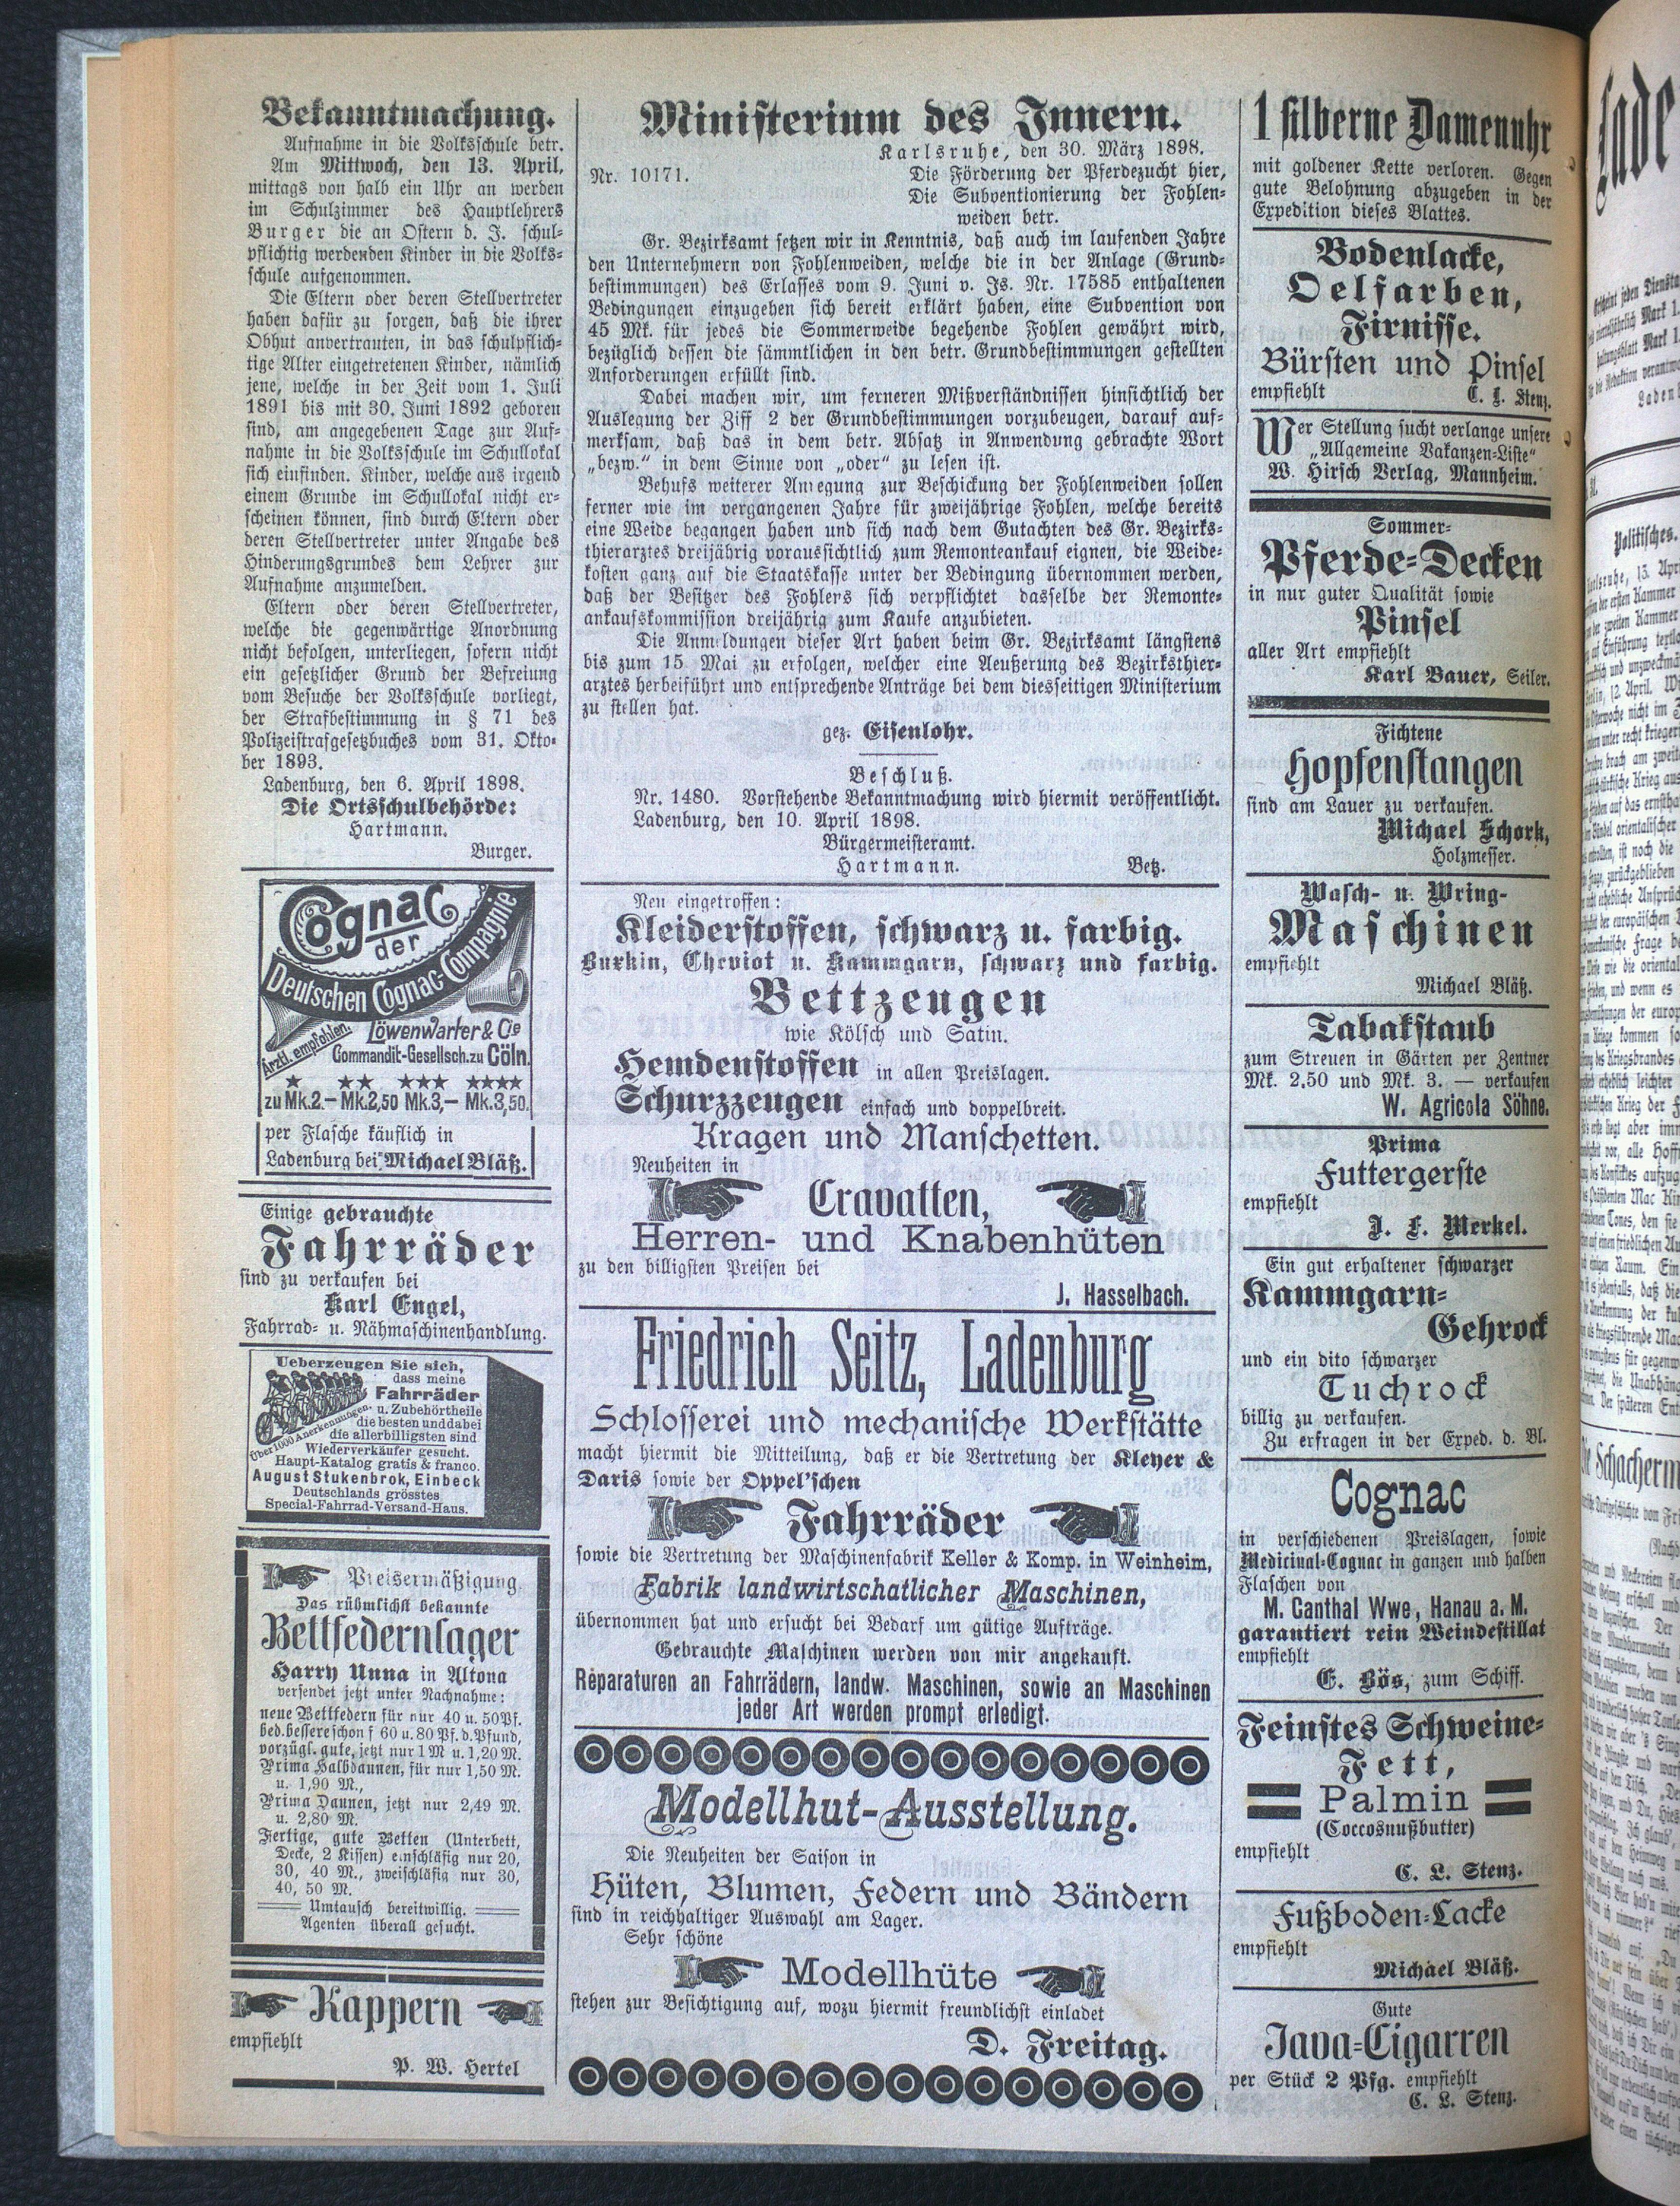 Bekanntmachung.
Aufnahme in die Volksschule betr.
Am Mittwoch, den 13. April,
mittags von halb ein Uhr an werden
im Schulzimmer des Hauptlehrers
Burger die an Ostern d. J. schul-
pflichtig werdenden Kinder in die Volks-
schule aufgenommen.
Die Eltern oder deren Stellvertreter
haben dafür zu sorgen, daß die ihrer
Obhut anvertrauten, in das schulpflich-
tige Alter eingetretenen Kinder, nämlich
jene, welche in der Zeit vom 1. Juli
1891 bis mit 30. Juni 1892 geboren
sind, am angegebenen Tage zur Auf-
nahme in die Volksschule im Schullokal
sich einfinden. Kinder, welche aus irgend
einem Grunde im Schullokal nicht er-
scheinen können, sind durch Eltern oder
deren Stellvertreter unter Angabe des
Hinderungsgrundes dem Lehrer zur
Aufnahme anzumelden.
Eltern oder deren Stellvertreter,
welche die gegenwärtige Anordnung
nicht befolgen, unterliegen, sofern nicht
ein gesetzlicher Grund der Befreiung
vom Besuche der Volksschule vorliegt,
der Strafbestimmung in § 71 des
Polizeistrafgesetzbuches vom 31. Okto-
ber 1893.
Ladenburg, den 6. April 1898.
Die Ortsschulbehörde:
Hartmann.
Burger.
Cognac
der
Deutschen Cognac-Compagnie
Ärztl. empfohlen.
Löwenwarter & Cie
Commandit-Gesellsch. zu Cöln.
★ ★★ ★★★ ★★★★
zu Mk. 2.— Mk. 2,50 Mk. 3,— Mk. 3,50.
per Flasche käuflich in
Ladenburg bei Michael Bläß.
Einige gebrauchte
Fahrräder
sind zu verkaufen bei
Karl Engel,
Fahrrad- u. Nähmaschinenhandlung.
Ueberzeugen Sie sich,
dass meine
Fahrräder
u. Zubehörtheile
die besten und dabei
die allerbilligsten sind
Über 1000 Anerkennungen.
Wiederverkäufer gesucht.
Haupt-Katalog gratis & franco.
August Stukenbrok, Einbeck
Deutschlands grösstes
Special-Fahrrad-Versand-Haus.
Preisermäßigung
Das rühmlichst bekannte
Bettfedernlager
Harry Unna in Altona
versendet jetzt unter Nachnahme:
neue Bettfedern für nur 40 u. 50 Pf.
bed. bessere schon f 60 u. 80 Pf. d. Pfund,
vorzügl. gute, jetzt nur 1 M u. 1,20 M.
Prima Halbdaunen, für nur 1,50 M.
u. 1,90 M.,
Prima Daunen, jetzt nur 2,49 M.
u. 2,80 M.
Fertige, gute Betten (Unterbett,
Decke, 2 Kissen) einschläfig nur 20,
30, 40 M., zweischläfig nur 30,
40, 50 M.
Umtausch bereitwillig.
Agenten überall gesucht.
Kappern
empfiehlt
P. W. Hertel
Ministerium des Innern.
Karlsruhe, den 30. März 1898.
Nr. 10171. Die Förderung der Pferdezucht hier,
Die Subventionierung der Fohlen-
weiden betr.
Gr. Bezirksamt setzen wir in Kenntnis, daß auch im laufenden Jahre
den Unternehmern von Fohlenweiden, welche die in der Anlage (Grund-
bestimmungen) des Erlasses vom 9. Juni v. Js. Nr. 17585 enthaltenen
Bedingungen einzugehen sich bereit erklärt haben, eine Subvention von
45 Mk. für jedes die Sommerweide begehende Fohlen gewährt wird,
bezüglich dessen die sämmtlichen in den betr. Grundbestimmungen gestellten
Anforderungen erfüllt sind.
Dabei machen wir, um ferneren Mißverständnissen hinsichtlich der
Auslegung der Ziff 2 der Grundbestimmungen vorzubeugen, darauf auf-
merksam, daß das in dem betr. Absatz in Anwendung gebrachte Wort
„bezw.“ in dem Sinne von „oder“ zu lesen ist.
Behufs weiterer Anregung zur Beschickung der Fohlenweiden sollen
ferner wie im vergangenen Jahre für zweijährige Fohlen, welche bereits
eine Weide begangen haben und sich nach dem Gutachten des Gr. Bezirks-
thierarztes dreijährig voraussichtlich zum Remonteankauf eignen, die Weide-
kosten ganz auf die Staatskasse unter der Bedingung übernommen werden,
daß der Besitzer des Fohlens sich verpflichtet dasselbe der Remonte-
ankaufskommission dreijährig zum Kaufe anzubieten.
Die Anmeldungen dieser Art haben beim Gr. Bezirksamt längstens
bis zum 15. Mai zu erfolgen, welcher eine Aeußerung des Bezirksthier-
arztes herbeiführt und entsprechende Anträge bei dem diesseitigen Ministerium
zu stellen hat.
gez. Eisenlohr.
Beschluß.
Nr. 1480. Vorstehende Bekanntmachung wird hiermit veröffentlicht.
Ladenburg, den 10. April 1898.
Bürgermeisteramt.
Hartmann. Betz.
Neu eingetroffen:
Kleiderstoffen, schwarz u. farbig.
Buxkin, Cheviot u. Kammgarn, schwarz und farbig.
Bettzeugen
wie Kölsch und Satin.
Hemdenstoffen in allen Preislagen.
Schurzzeugen einfach und doppelbreit.
Kragen und Manschetten.
Neuheiten in
Cravatten,
Herren- und Knabenhüten
zu den billigsten Preisen bei
J. Hasselbach.
Friedrich Seitz, Ladenburg
Schlosserei und mechanische Werkstätte
macht hiermit die Mitteilung, daß er die Vertretung der Kleyer &
Daris sowie der Oppel'schen
Fahrräder
sowie die Vertretung der Maschinenfabrik Keller & Komp. in Weinheim,
Fabrik landwirtschatlicher Maschinen,
übernommen hat und ersucht bei Bedarf um gütige Aufträge.
Gebrauchte Maschinen werden von mir angekauft.
Reparaturen an Fahrrädern, landw. Maschinen, sowie an Maschinen
jeder Art werden prompt erledigt.
Modellhut-Ausstellung.
Die Neuheiten der Saison in
Hüten, Blumen, Federn und Bändern
sind in reichhaltiger Auswahl am Lager.
Sehr schöne
Modellhüte
stehen zur Besichtigung auf, wozu hiermit freundlichst einladet
D. Freitag.
1 silberne Damenuhr
mit goldener Kette verloren. Gegen
gute Belohnung abzugeben in der
Expedition dieses Blattes.
Bodenlacke,
Oelfarben,
Firnisse.
Bürsten und Pinsel
empfiehlt C. L. Stenz.
Wer Stellung sucht verlange unsere
„Allgemeine Vakanzen-Liste“
W. Hirsch Verlag, Mannheim.
Sommer-
Pferde-Decken
in nur guter Qualität sowie
Pinsel
aller Art empfiehlt
Karl Bauer, Seiler.
Fichtene
Hopfenstangen
sind am Lauer zu verkaufen.
Michael Schork,
Holzmesser.
Wasch- u. Wring-
Maschinen
empfiehlt
Michael Bläß.
Tabakstaub
zum Streuen in Gärten per Zentner
Mk. 2,50 und Mk. 3. — verkaufen
W. Agricola Söhne.
Prima
Futtergerste
empfiehlt
J. F. Merkel.
Ein gut erhaltener schwarzer
Kammgarn-
Gehrock
und ein dito schwarzer
Tuchrock
billig zu verkaufen.
Zu erfragen in der Exped. d. Bl.
Cognac
in verschiedenen Preislagen, sowie
Medicinal-Cognac in ganzen und halben
Flaschen von
M. Canthal Wwe, Hanau a. M.
garantiert rein Weindestillat
empfiehlt
E. Bös, zum Schiff.
Feinstes Schweine-
Fett,
Palmin
(Coccosnußbutter)
empfiehlt
C. L. Stenz.
Fußboden-Lacke
empfiehlt
Michael Bläß.
Gute
Java-Cigarren
per Stück 2 Pfg. empfiehlt
C. L. Stenz.
Lade
Politisches.